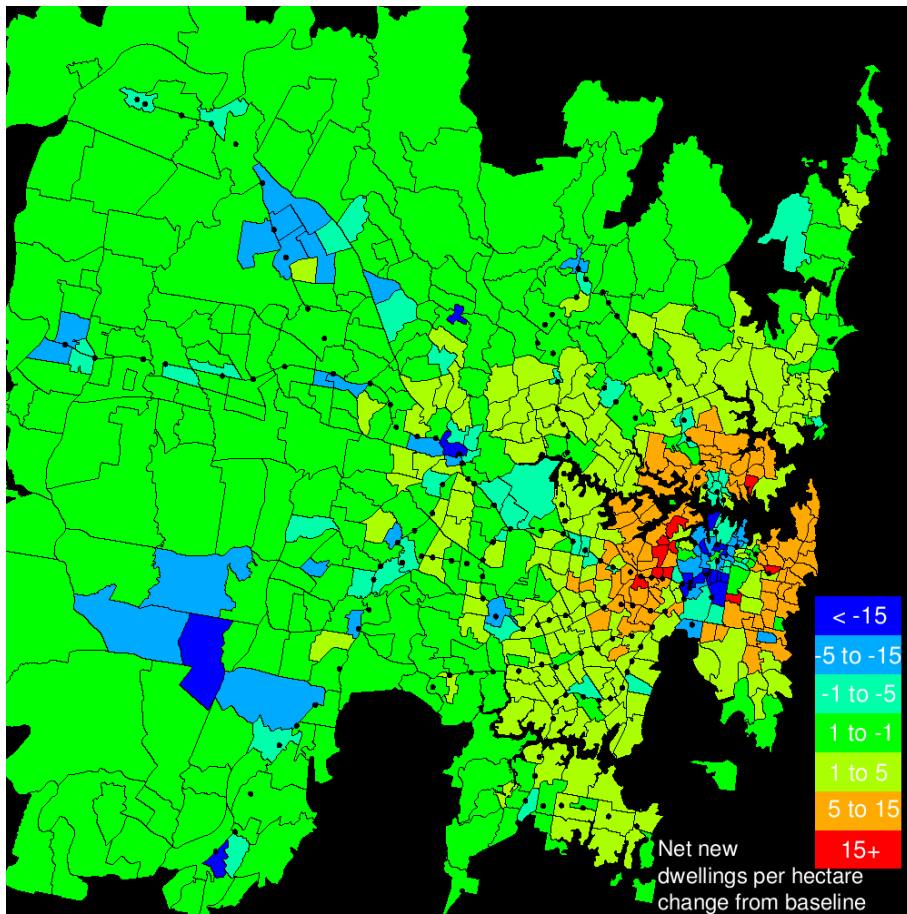 < -15
-5 to -15
-1 to -5
1 to -1
1 to 5
5 to 15
15+
Net new
dwellings per hectare
change from baseline